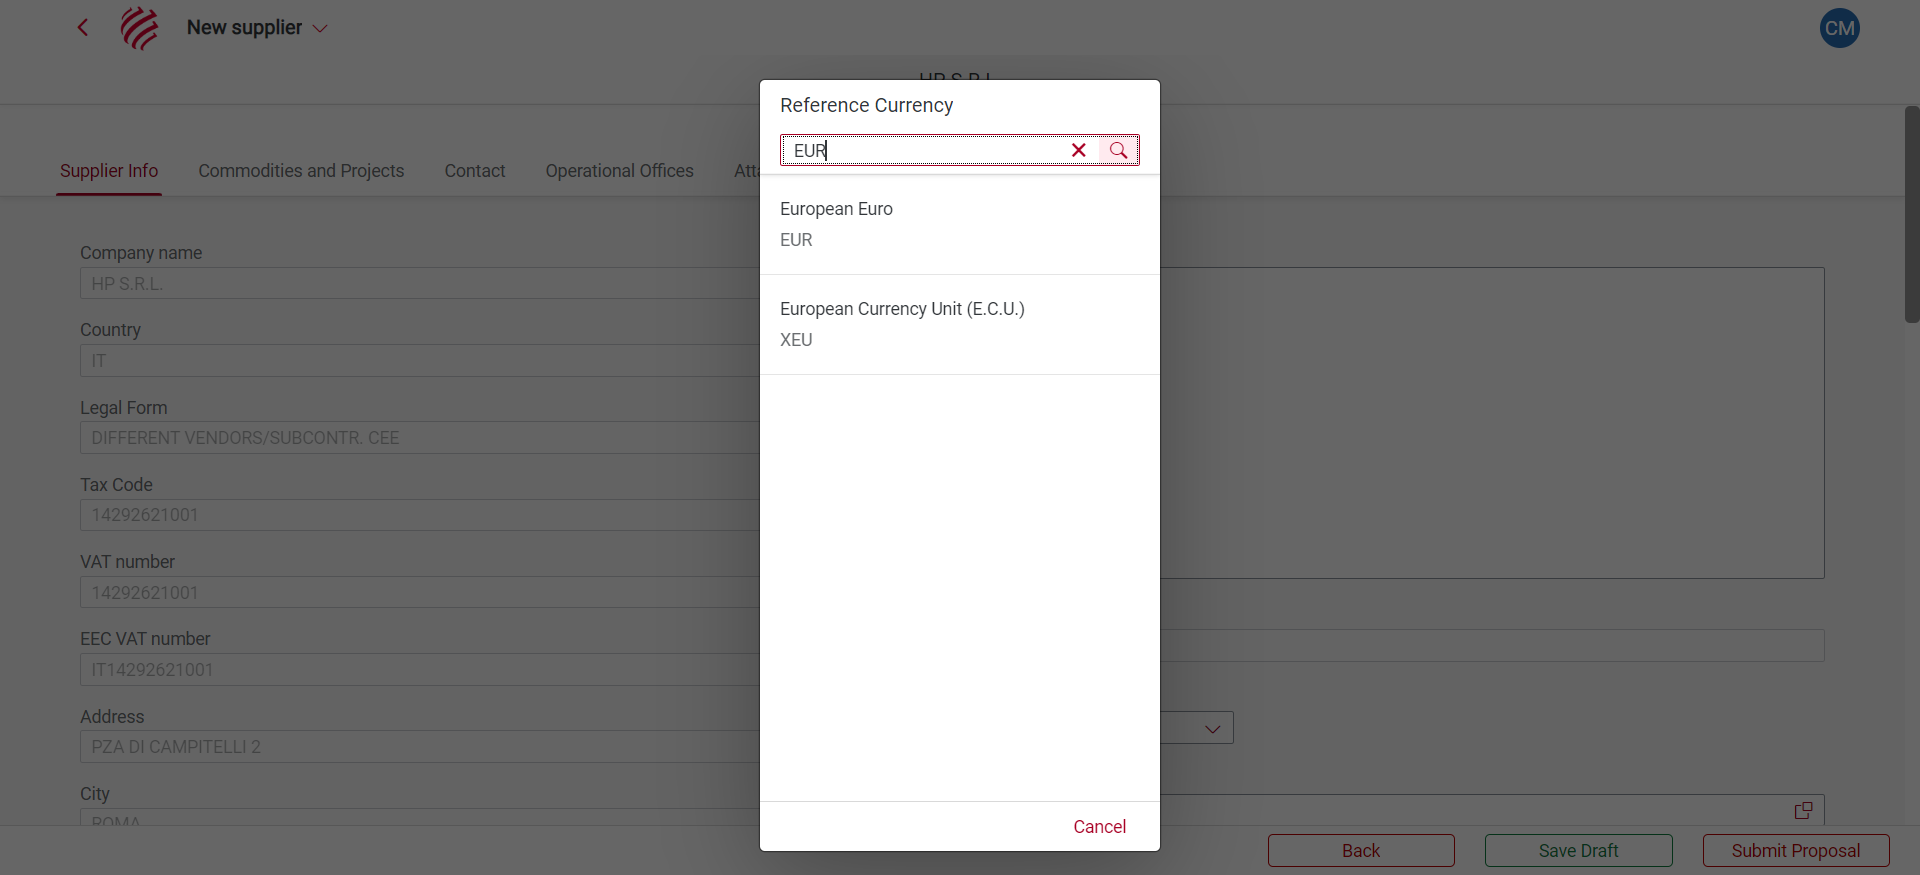 New supplier
CM
HP S.R.L.
Reference Currency
EUR
Supplier Info
Commodities and Projects
Contact
Operational Offices
European Euro
EUR
European Currency Unit (E.C.U.)
XEU
Company name
HP S.R.L.
Country
IT
Legal Form
DIFFERENT VENDORS/SUBCONTR. CEE
Tax Code
14292621001
VAT number
14292621001
EEC VAT number
IT14292621001
Address
PZA DI CAMPITELLI 2
City
ROMA
Cancel
Back
Save Draft
Submit Proposal